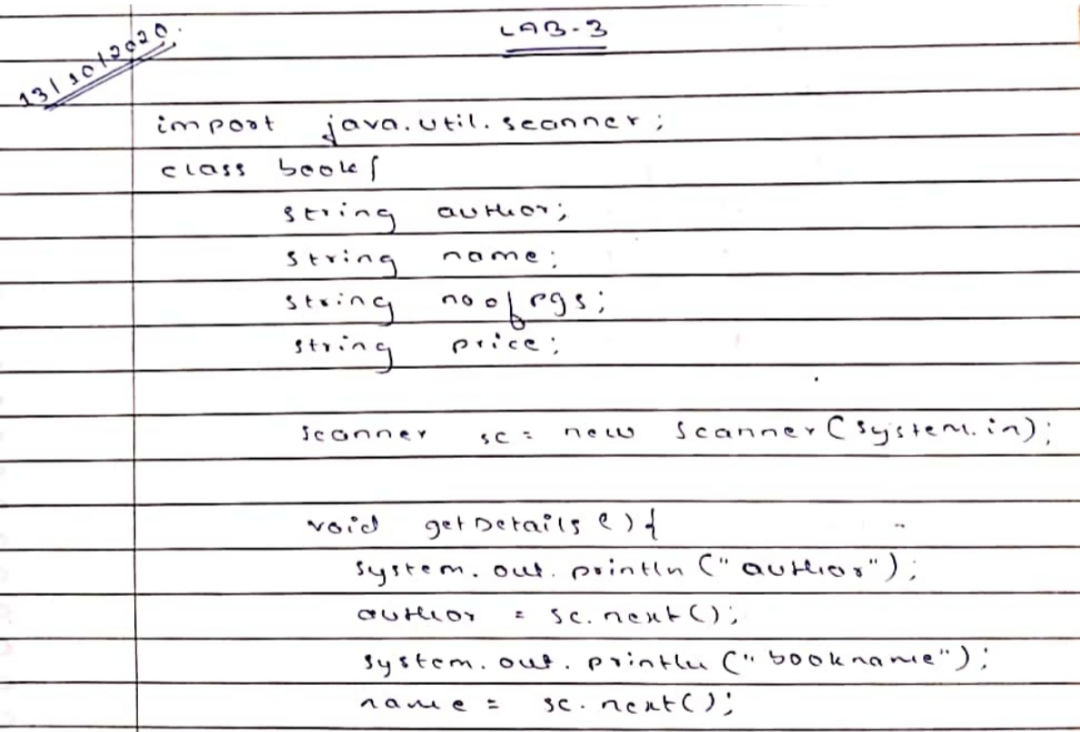 LAB-3
13/10/2020.
import java.util.scanner;
class book{
string author;
string name;
string noofpgs;
string price;
scanner sc = new scanner(system.in);
void getDetails(){
system.out.println("author");
author = sc.next();
system.out.println("bookname");
name = sc.next();